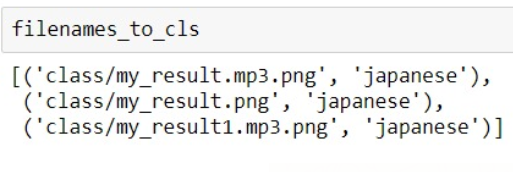 filenames_to_cls
[('class/my_result.mp3.png', 'japanese'),
('class/my_result.png', 'japanese'),
('class/my_result1.mp3.png', 'japanese')]